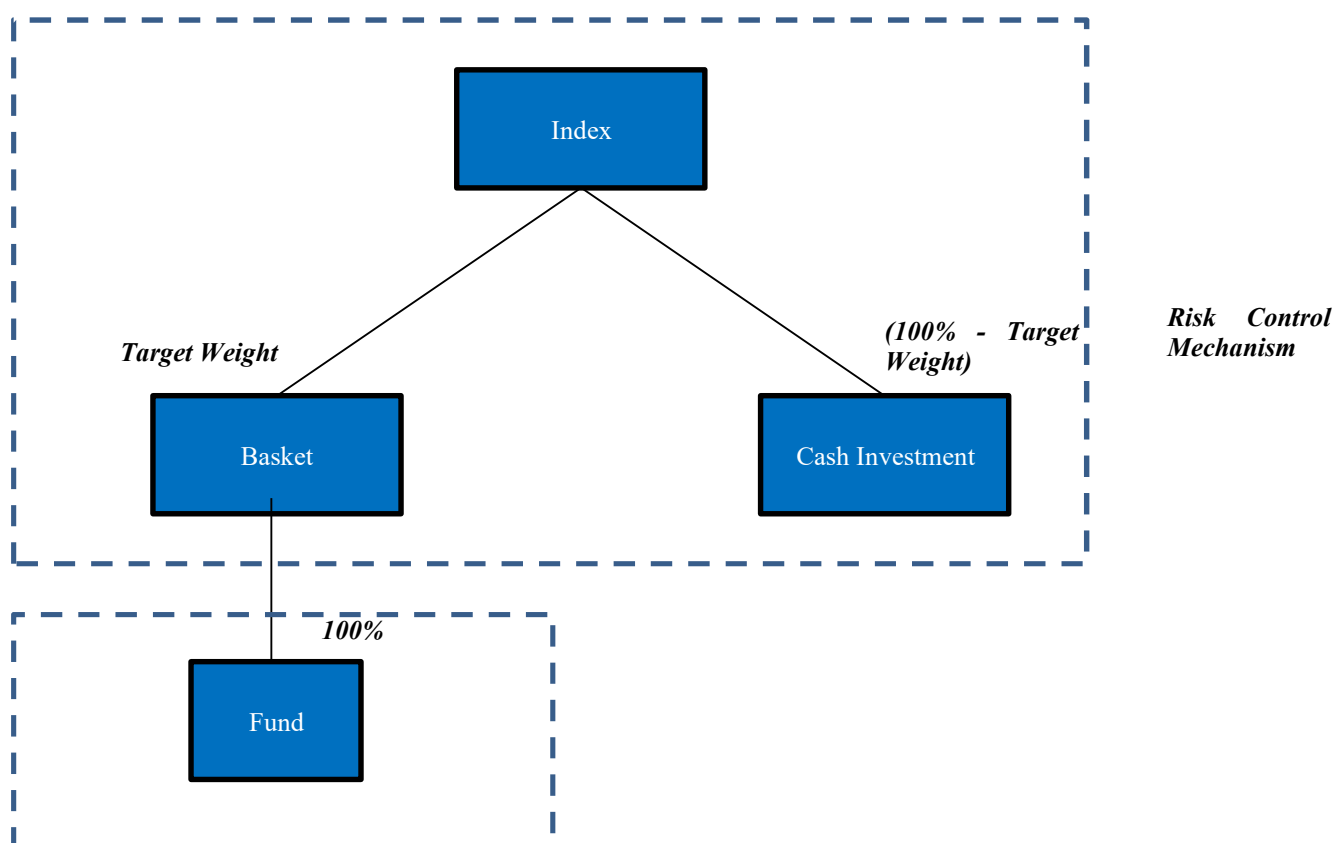 Index
(100% - Target
Weight)
Risk Control
Mechanism
Target Weight
Basket
Cash Investment
100%
Fund